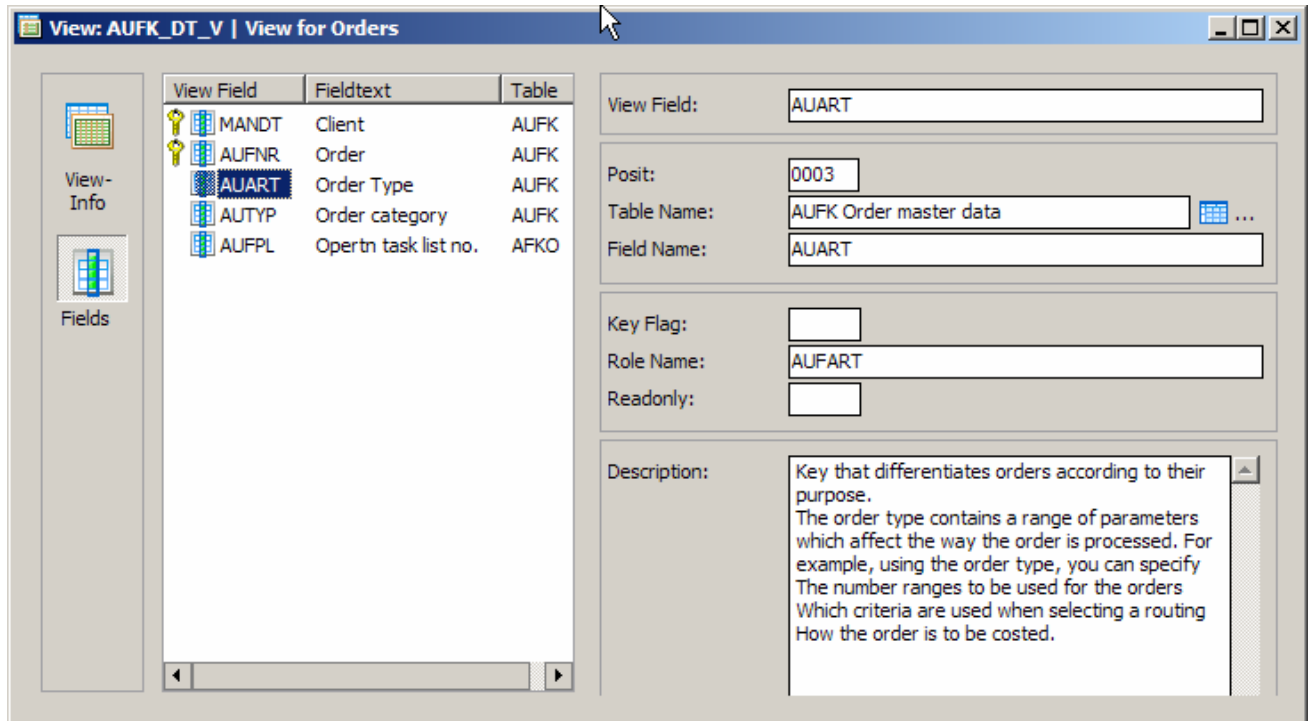 View: AUFK_DT_V | View for Orders
View-
Info
Fields
View Field Fieldtext Table
MANDT Client AUFK
AUFNR Order AUFK
AUART Order Type AUFK
AUTYP Order category AUFK
AUFPL Opertn task list no. AFKO
View Field: AUART
Posit: 0003
Table Name: AUFK Order master data ...
Field Name: AUART
Key Flag:
Role Name: AUFART
Readonly:
Description: Key that differentiates orders according to their
purpose.
The order type contains a range of parameters
which affect the way the order is processed. For
example, using the order type, you can specify
The number ranges to be used for the orders
Which criteria are used when selecting a routing
How the order is to be costed.